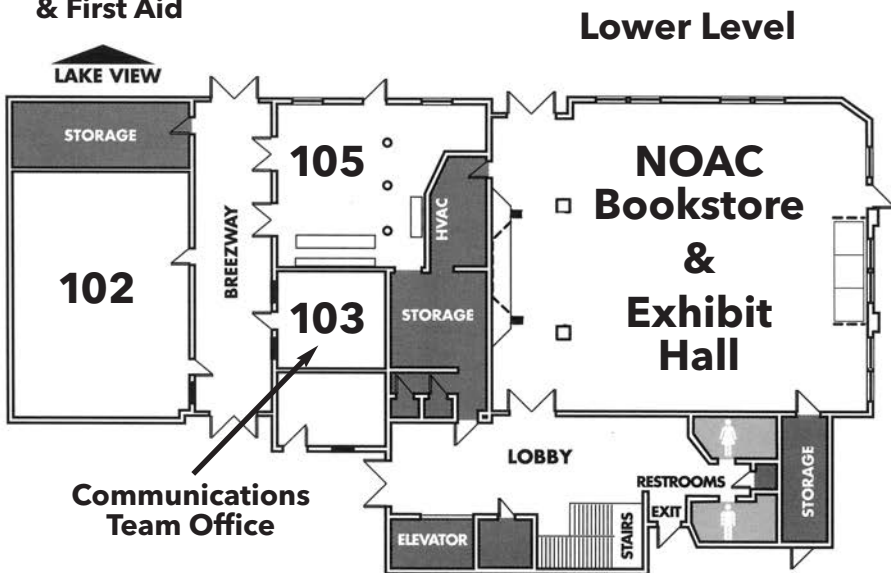 & First Aid
Lower Level
LAKE VIEW
STORAGE
105
NOAC
Bookstore
&
Exhibit
Hall
HVAC
BREEZWAY
102
103
STORAGE
LOBBY
RESTROOMS
STORAGE
EXIT
STAIRS
ELEVATOR
Communications
Team Office